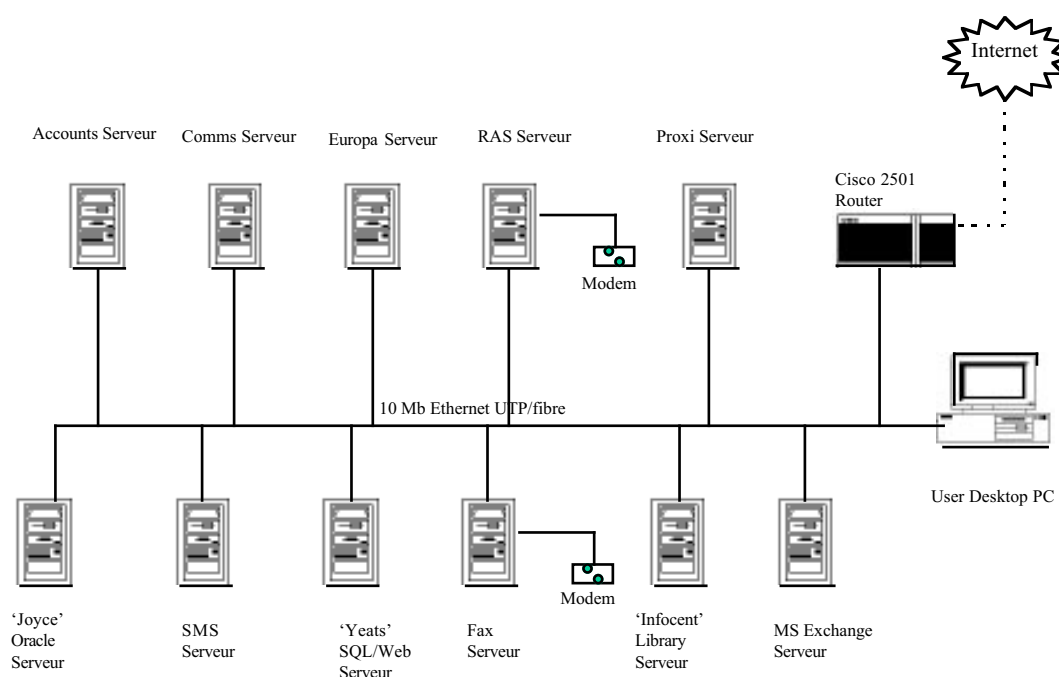 Internet
Accounts Serveur
Comms Serveur
Europa Serveur
RAS Serveur
Proxi Serveur
Cisco 2501
Router
Modem
10 Mb Ethernet UTP/fibre
User Desktop PC
Modem
‘Joyce’
Oracle
Serveur
SMS
Serveur
‘Yeats’
SQL/Web
Serveur
Fax
Serveur
‘Infocent’
Library
Serveur
MS Exchange
Serveur